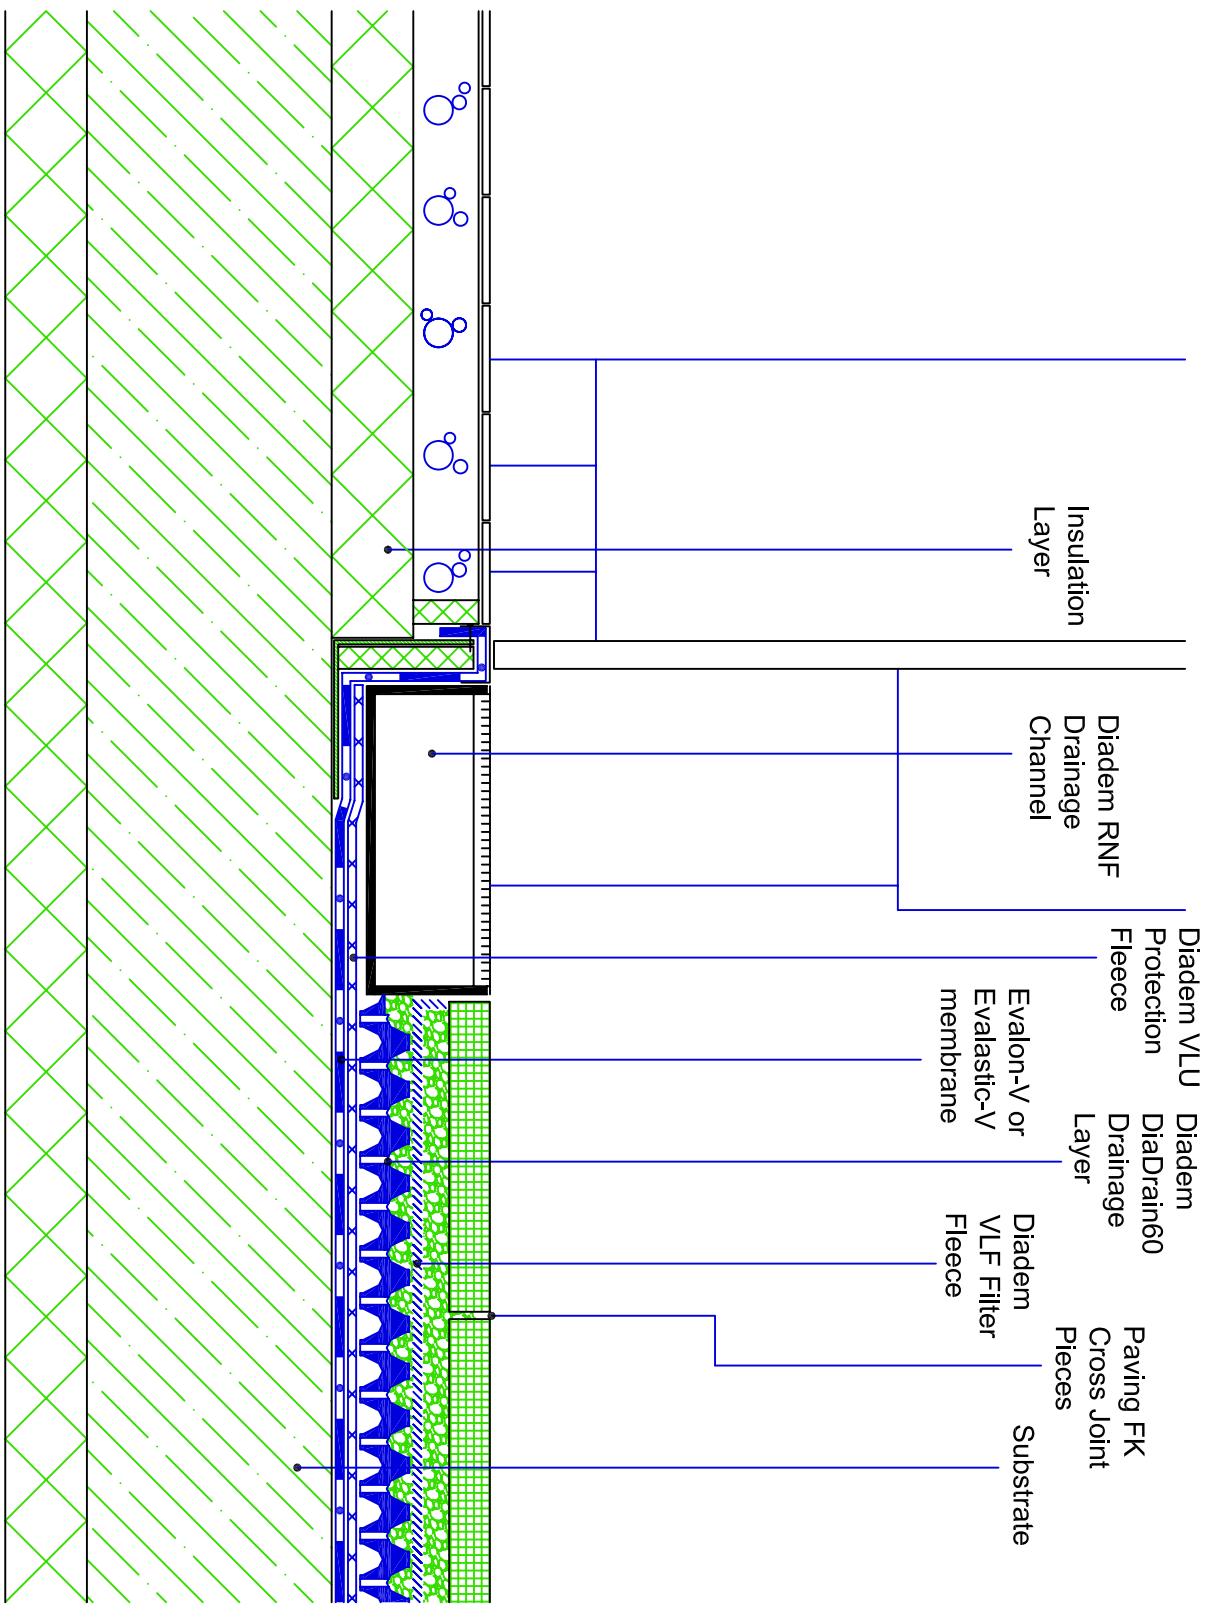 Insulation
Layer
Diadem RNF
Drainage
Channel
Diadem VLU
Protection
Fleece
Evalon-V or
Evalastic-V
membrane
Diadem
DiaDrain60
Drainage
Layer
Diadem
VLF Filter
Fleece
Paving FK
Cross Joint
Pieces
Substrate